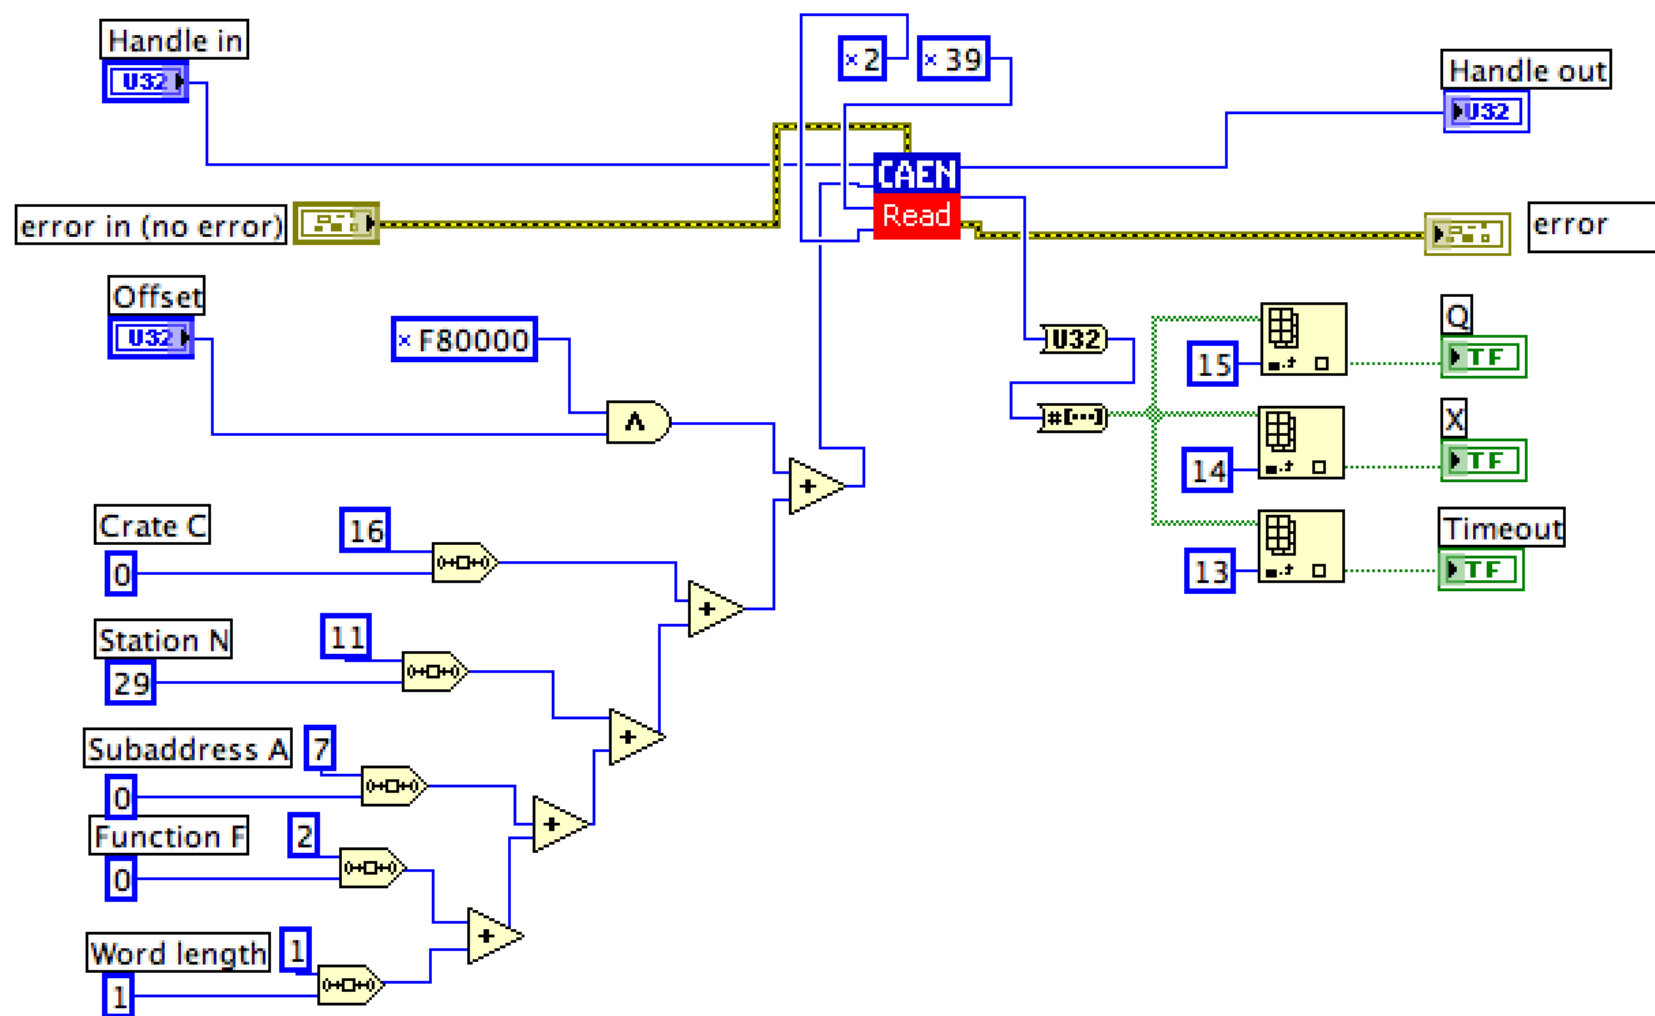 Handle in
U32
× 2
× 39
Handle out
U32
CAEN
Read
error in (no error)
error
Offset
U32
× F80000
U32
#[...]
15
Q
TF
14
X
TF
13
Timeout
TF
Λ
+
Crate C
0
16
+
Station N
29
11
+
Subaddress A
0
7
+
Function F
0
2
+
Word length
1
1